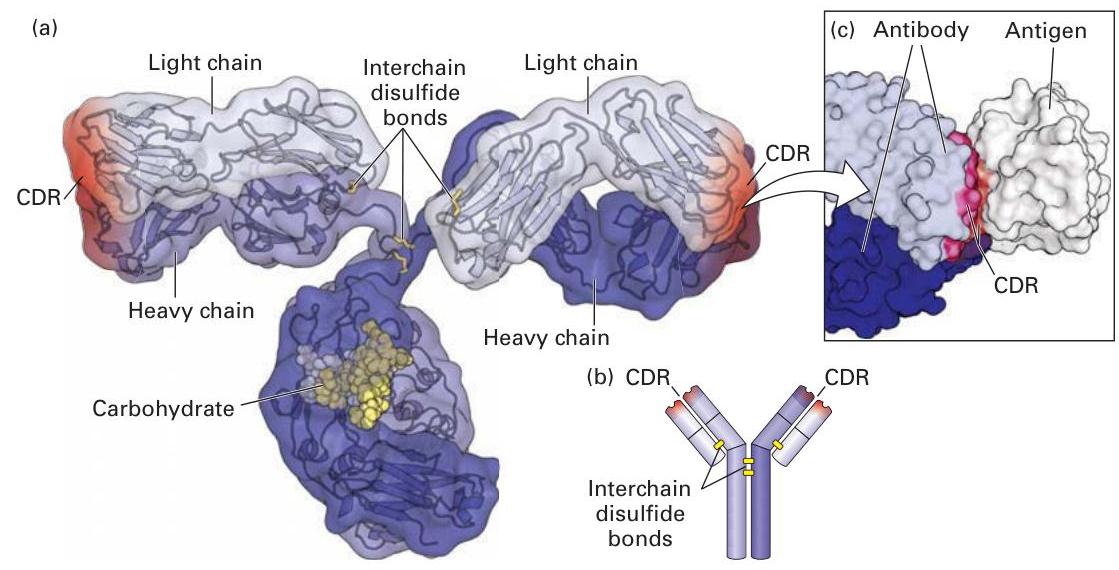 (a)
Light chain
Interchain
disulfide
bonds
Light chain
CDR
CDR
Heavy chain
Heavy chain
Carbohydrate
(c)
Antibody
Antigen
CDR
(b)
CDR
CDR
Interchain
disulfide
bonds